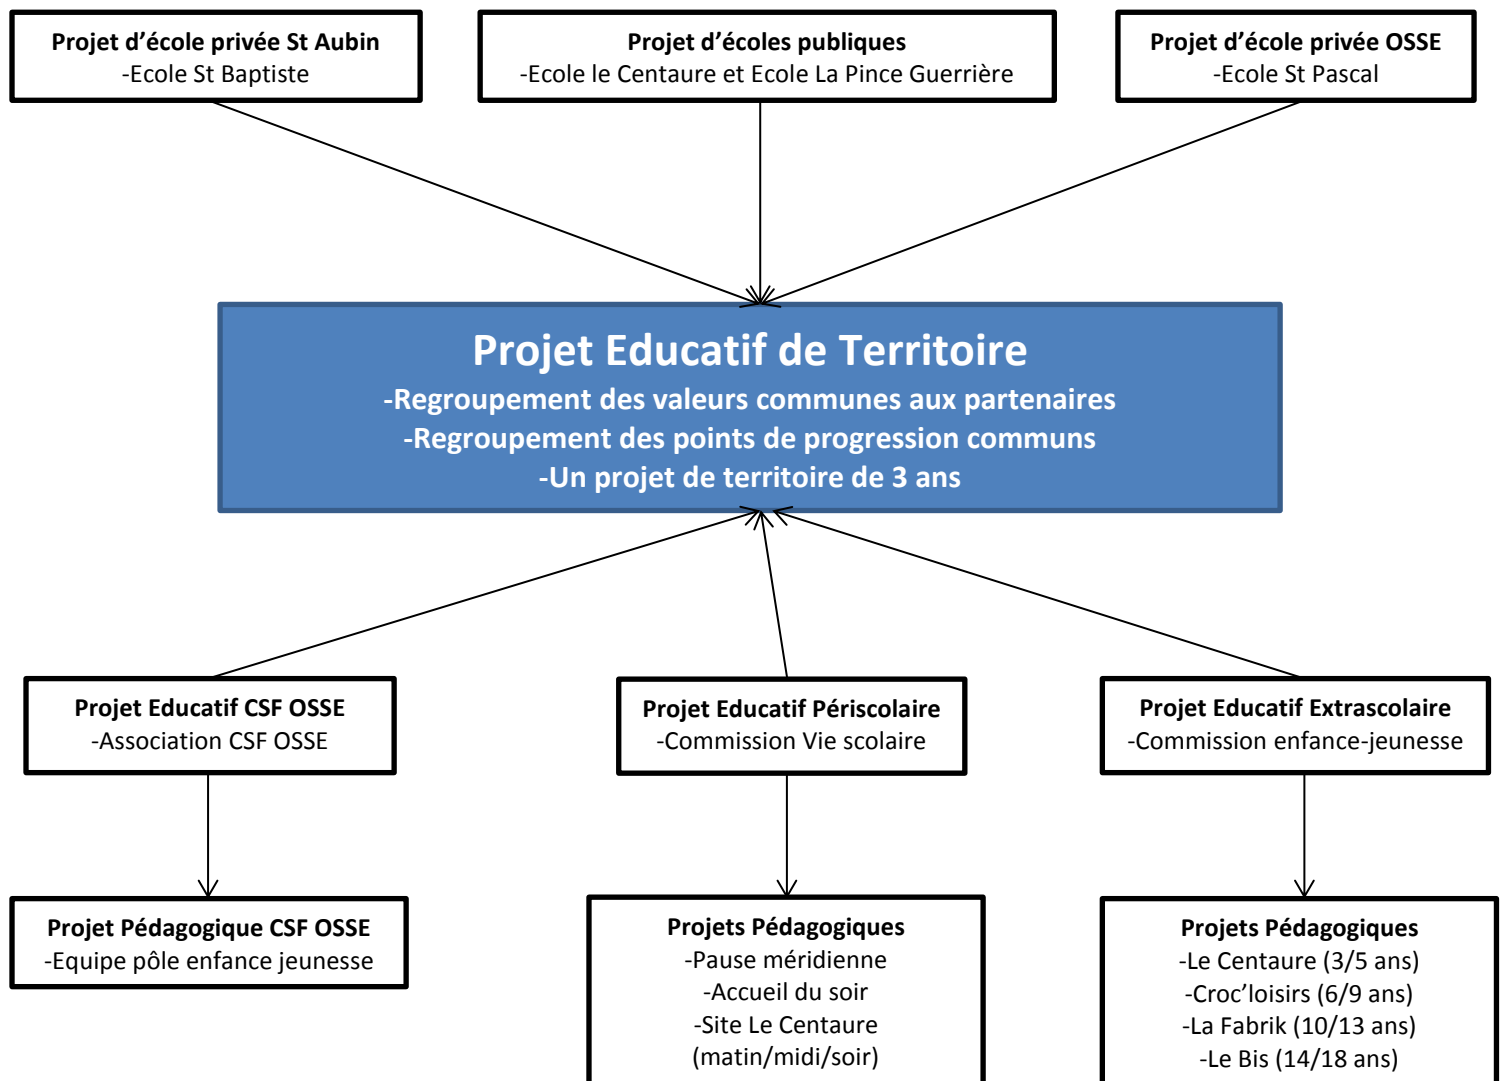 Projet d’école privée St Aubin
-Ecole St Baptiste
Projet d’écoles publiques
-Ecole le Centaure et Ecole La Pince Guerrière
Projet d’école privée OSSE
-Ecole St Pascal
Projet Educatif de Territoire
-Regroupement des valeurs communes aux partenaires
-Regroupement des points de progression communs
-Un projet de territoire de 3 ans
Projet Educatif CSF OSSE
-Association CSF OSSE
Projet Educatif Périscolaire
-Commission Vie scolaire
Projet Educatif Extrascolaire
-Commission enfance-jeunesse
Projet Pédagogique CSF OSSE
-Equipe pôle enfance jeunesse
Projets Pédagogiques
-Pause méridienne
-Accueil du soir
-Site Le Centaure
(matin/midi/soir)
Projets Pédagogiques
-Le Centaure (3/5 ans)
-Croc’loisirs (6/9 ans)
-La Fabrik (10/13 ans)
-Le Bis (14/18 ans)